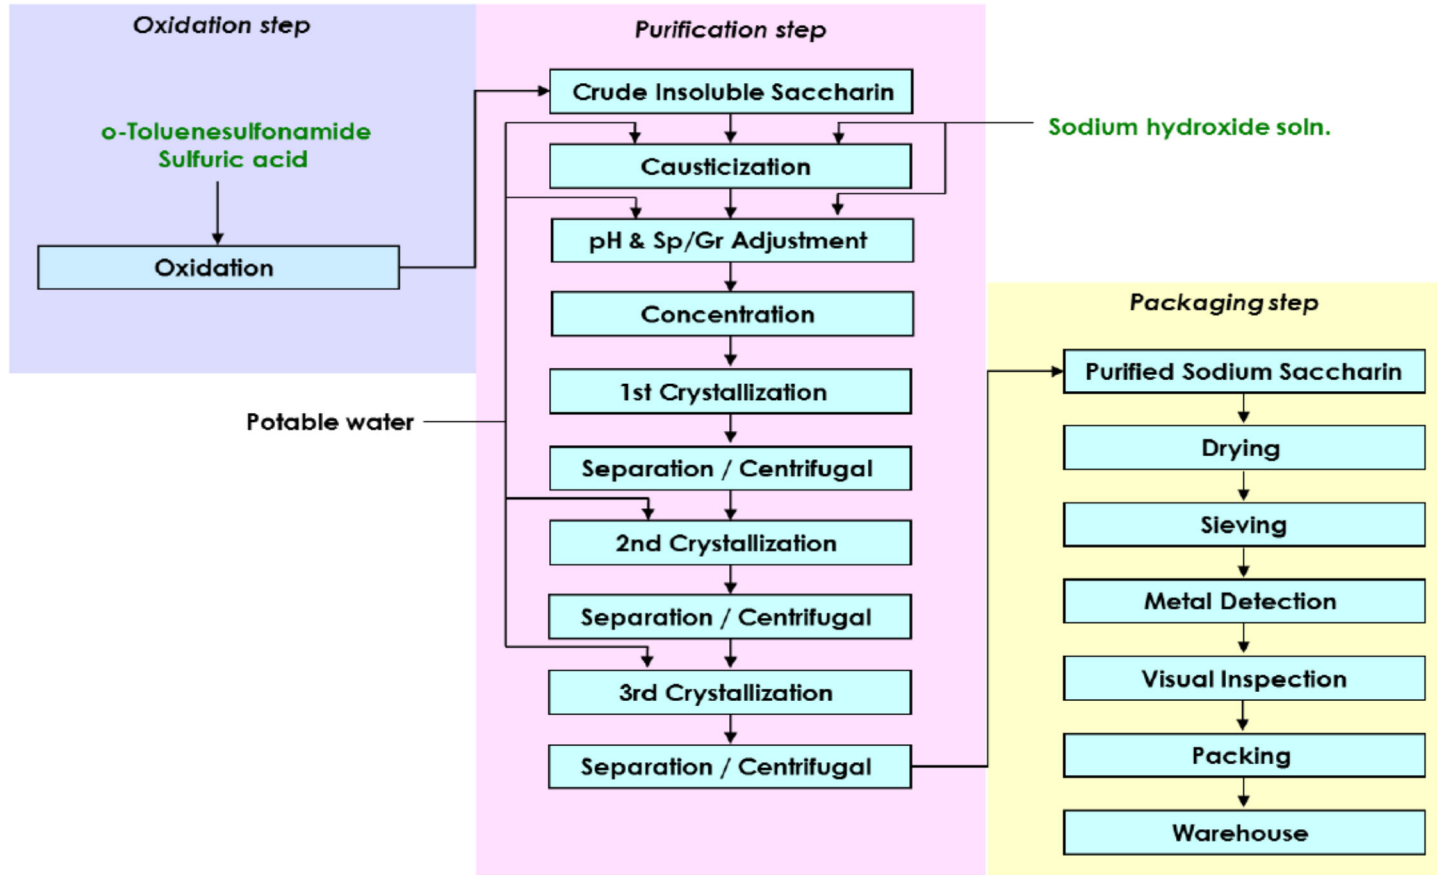 Oxidation step
o-Toluenesulfonamide
Sulfuric acid
Oxidation
Purification step
Crude Insoluble Saccharin
Sodium hydroxide soln.
Causticization
pH & Sp/Gr Adjustment
Concentration
1st Crystallization
Potable water
Separation / Centrifugal
2nd Crystallization
Separation / Centrifugal
3rd Crystallization
Separation / Centrifugal
Packaging step
Purified Sodium Saccharin
Drying
Sieving
Metal Detection
Visual Inspection
Packing
Warehouse